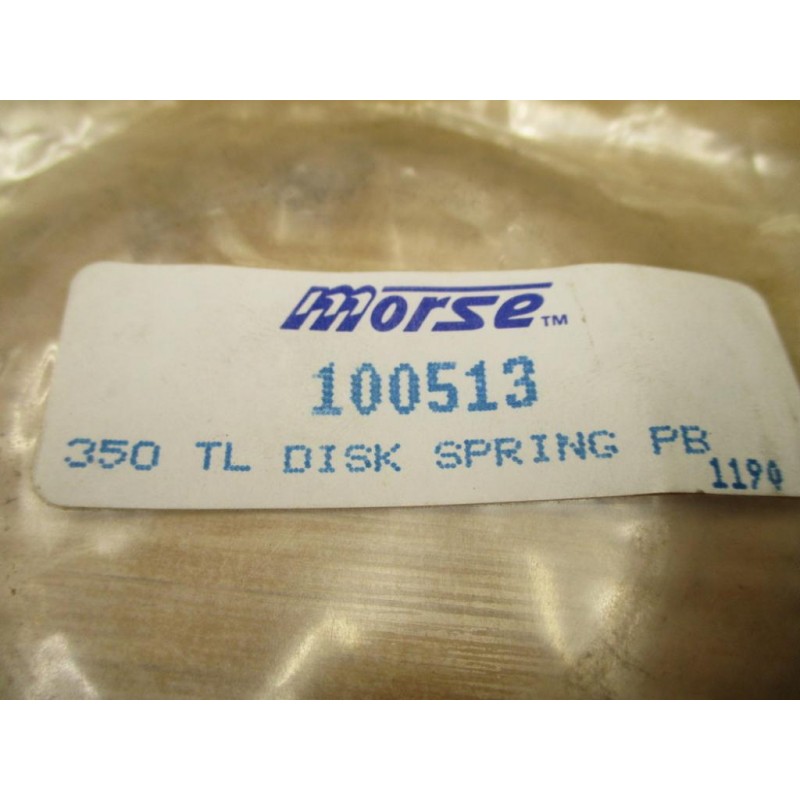 morse™
100513
350 TL DISK SPRING PB
1190